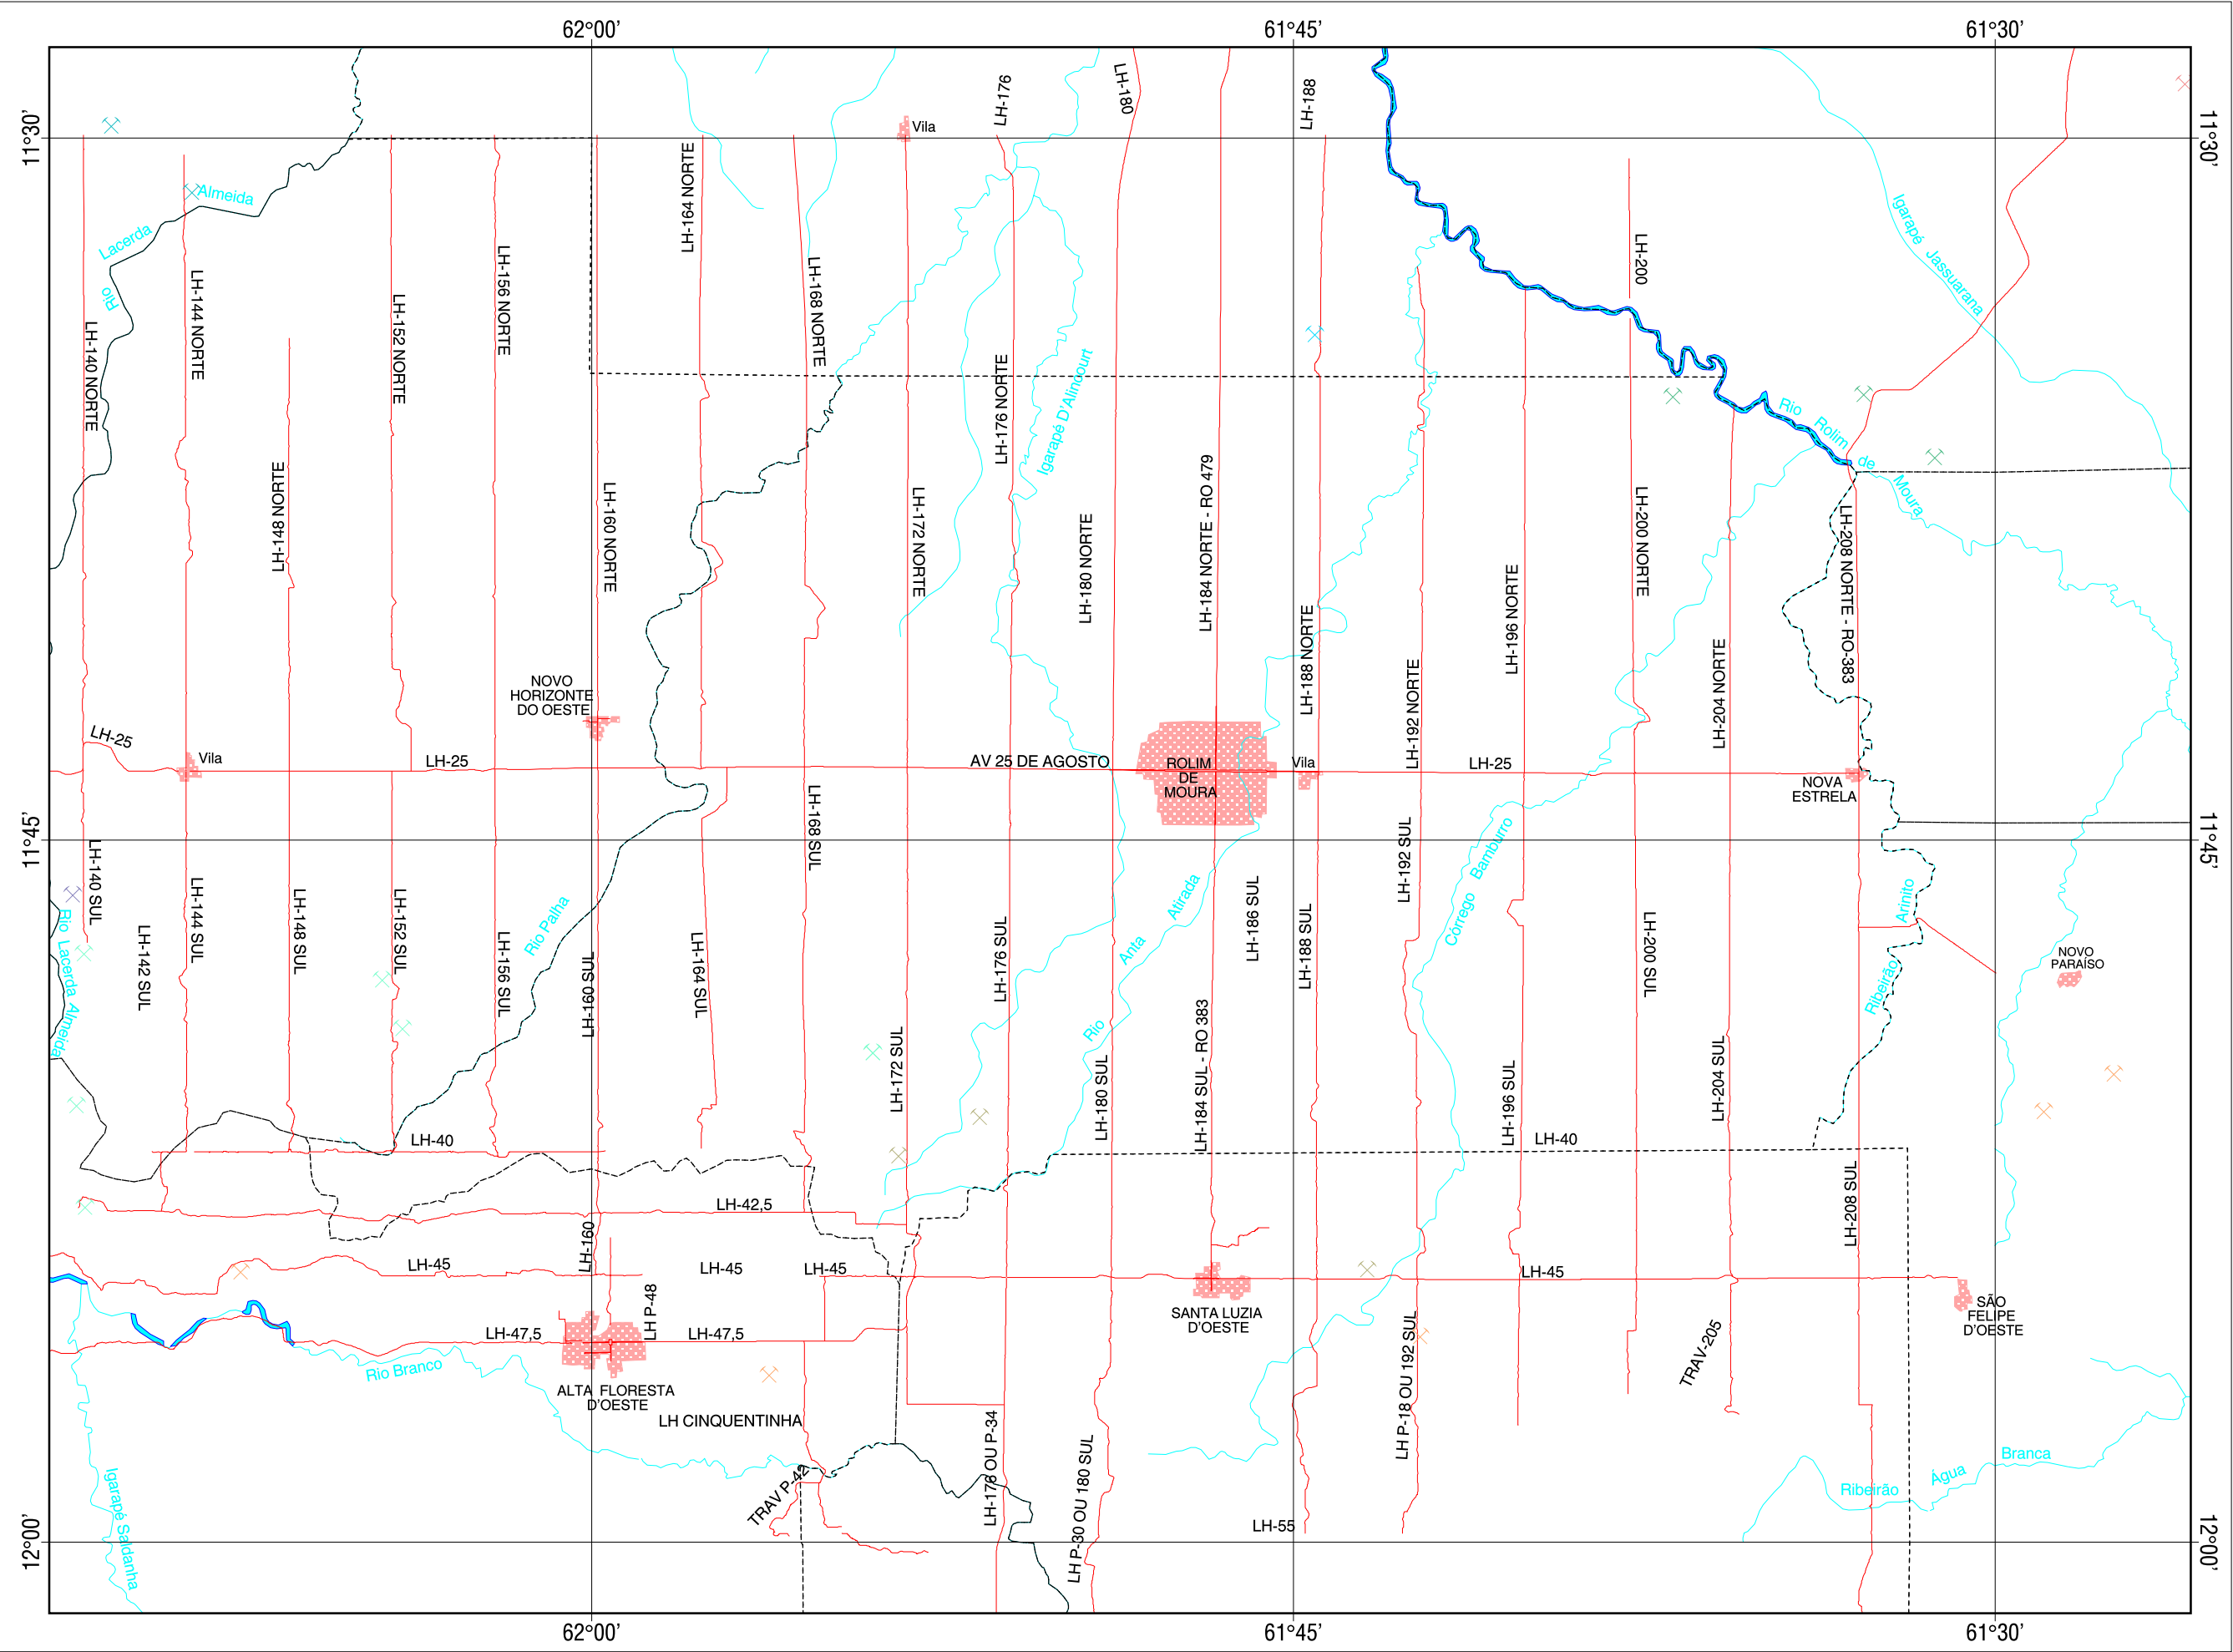 62°00'
61°45'
61°30'
11°30'
11°30'
LH-176
LH-180
LH-188
Vila
Almeida
Lacerda
Rio
LH-164 NORTE
LH-200
Igarapé
Jassuarana
LH-156 NORTE
LH-168 NORTE
LH-144 NORTE
LH-152 NORTE
LH-140 NORTE
LH-176 NORTE
Igarapé D'Alincourt
Rio
Rolim
de
Moura
LH-148 NORTE
LH-160 NORTE
LH-172 NORTE
LH-180 NORTE
LH-184 NORTE - RO 479
LH-200 NORTE
LH-208 NORTE - RO-383
LH-196 NORTE
LH-188 NORTE
LH-192 NORTE
LH-204 NORTE
NOVO
HORIZONTE
DO OESTE
LH-25
Vila
LH-25
AV 25 DE AGOSTO
ROLIM
DE
MOURA
Vila
LH-25
NOVA
ESTRELA
11°45'
11°45'
LH-140 SUL
LH-168 SUL
LH-192 SUL
Córrego
Bamburro
Rio Lacerda Almeida
LH-142 SUL
LH-144 SUL
LH-148 SUL
LH-152 SUL
LH-156 SUL
Rio Palha
LH-160 SUL
LH-164 SUL
LH-176 SUL
Rio
Anta
Atirada
LH-186 SUL
LH-188 SUL
LH-200 SUL
Ribeirão
Arinito
NOVO
PARAÍSO
LH-172 SUL
LH-180 SUL
LH-184 SUL - RO 383
LH-196 SUL
LH-204 SUL
LH-40
LH-40
LH-208 SUL
LH-42,5
LH-160
LH-45
LH-45
LH-45
LH-45
LH P-48
SANTA LUZIA
D'OESTE
SÃO
FELIPE
D'OESTE
LH-47,5
LH-47,5
Rio Branco
LH P-18 OU 192 SUL
TRAV-205
ALTA FLORESTA
D'OESTE
LH CINQUENTINHA
LH-176 OU P-34
LH P-30 OU 180 SUL
TRAV P-42
Igarapé Saldanha
Ribeirão
Água
Branca
LH-55
12°00'
12°00'
62°00'
61°45'
61°30'